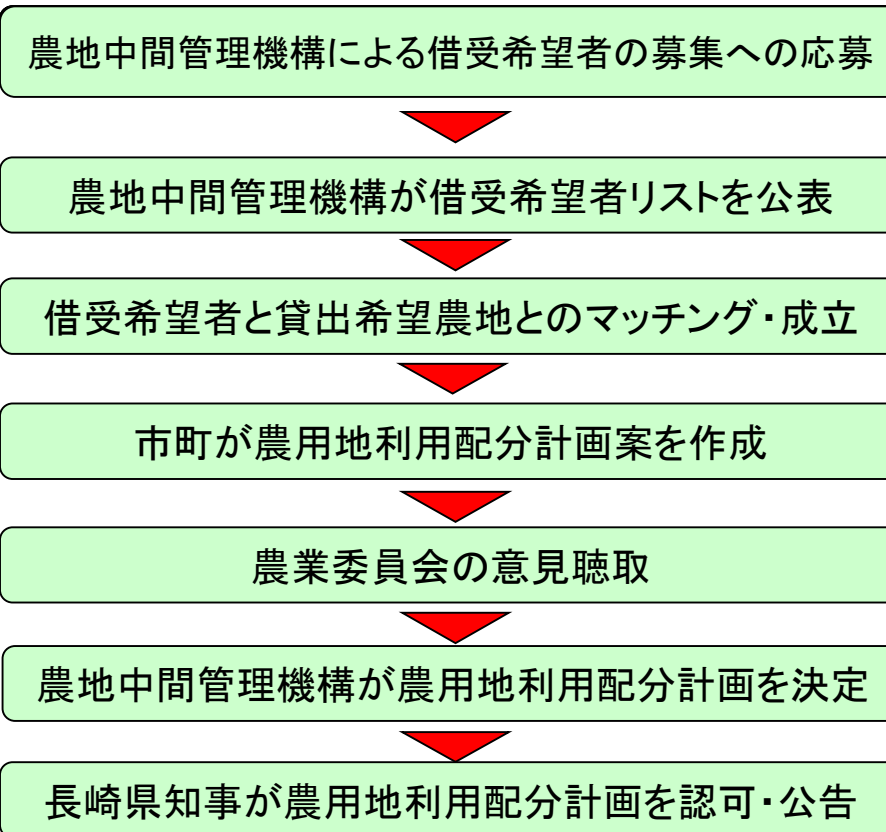 農地中間管理機構による借受希望者の募集への応募
農地中間管理機構が借受希望者リストを公表
借受希望者と貸出希望農地とのマッチング・成立
市町が農用地利用配分計画案を作成
農業委員会の意見聴取
農地中間管理機構が農用地利用配分計画を決定
長崎県知事が農用地利用配分計画を認可・公告